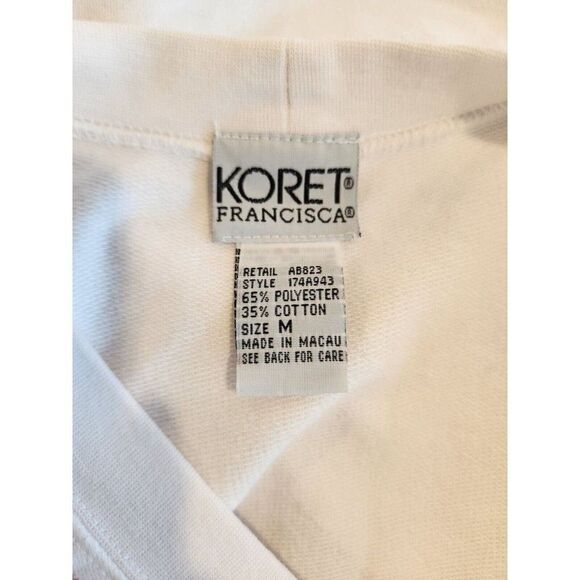 KORET®
FRANCISCA®
RETAIL AB823
STYLE 174A943
65% POLYESTER
35% COTTON
SIZE M
MADE IN MACAU
SEE BACK FOR CARE